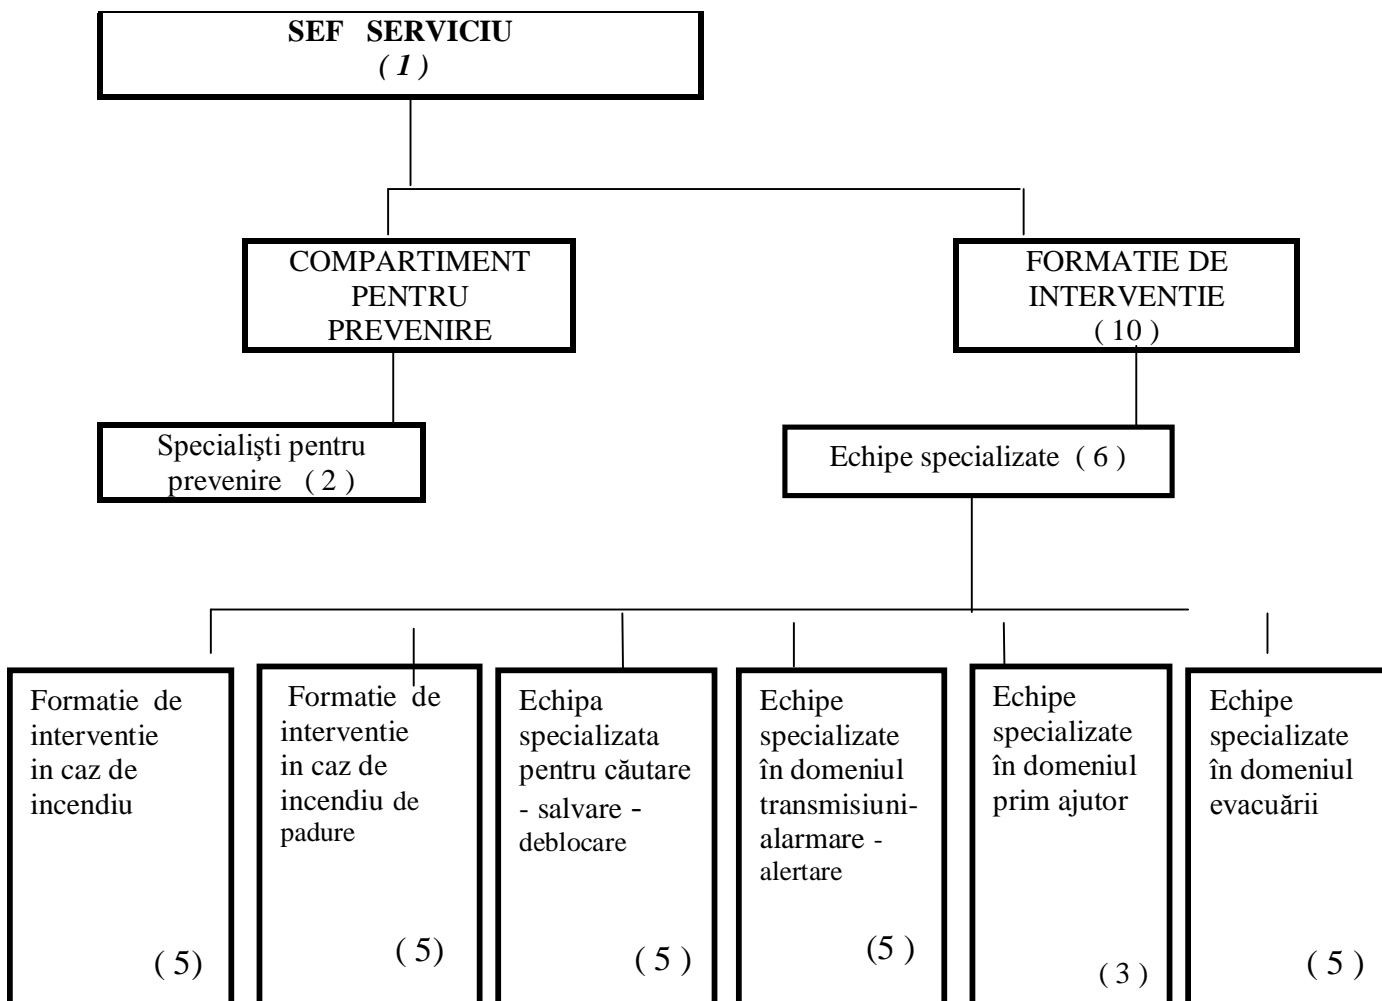 SEF SERVICIU
( 1 )
COMPARTIMENT
PENTRU
PREVENIRE
FORMATIE DE
INTERVENTIE
( 10 )
Specialişti pentru
prevenire ( 2 )
Echipe specialize ( 6 )
Formatie de
interventie
in caz de
incendiu
( 5)
Formatie de
interventie
in caz de
incendiu de
padure
( 5)
Echipa
specializata
pentru căutare
- salvare -
deblocare
( 5 )
Echipe
specializate
în domeniul
transmisiuni-
alarmare -
alertare
(5 )
Echipe
specializate
în domeniul
prim ajutor
( 3 )
Echipe
specializate
în domeniul
evacuării
( 5 )